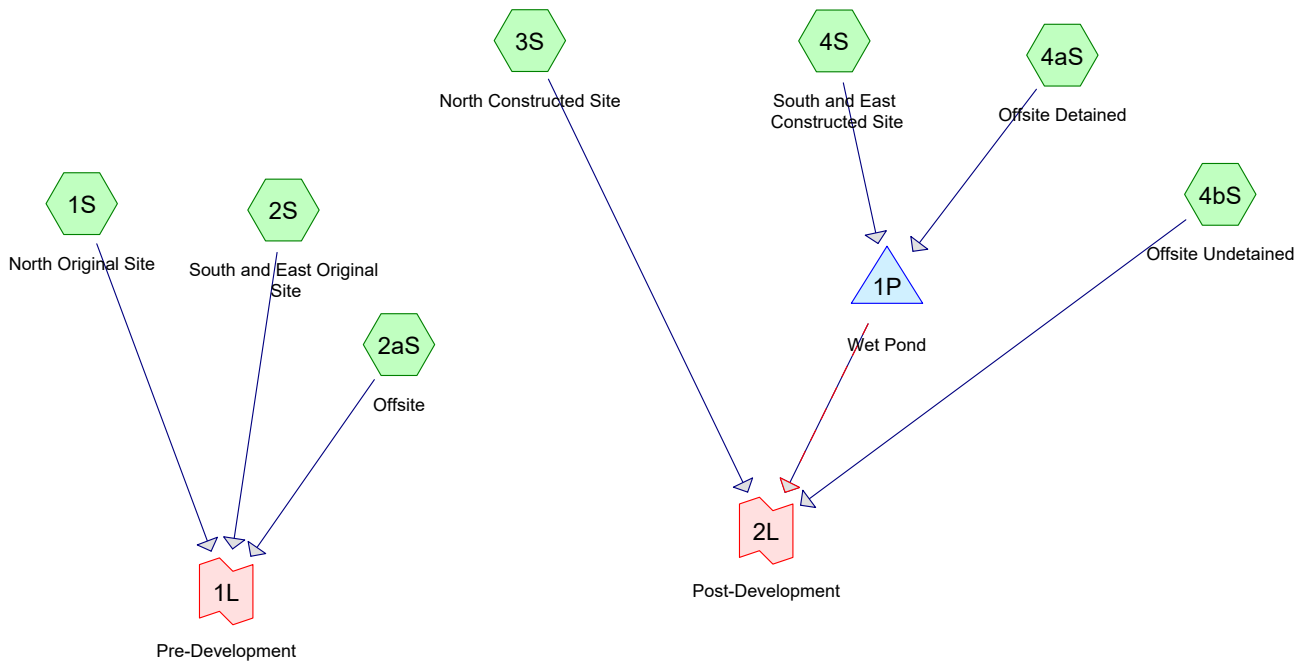 3S
North Constructed Site
4S
South and East
Constructed Site
4aS
Offsite Detained
1S
North Original Site
2S
South and East Original
Site
2aS
Offsite
4bS
Offsite Undetained
1P
Wet Pond
2L
Post-Development
1L
Pre-Development